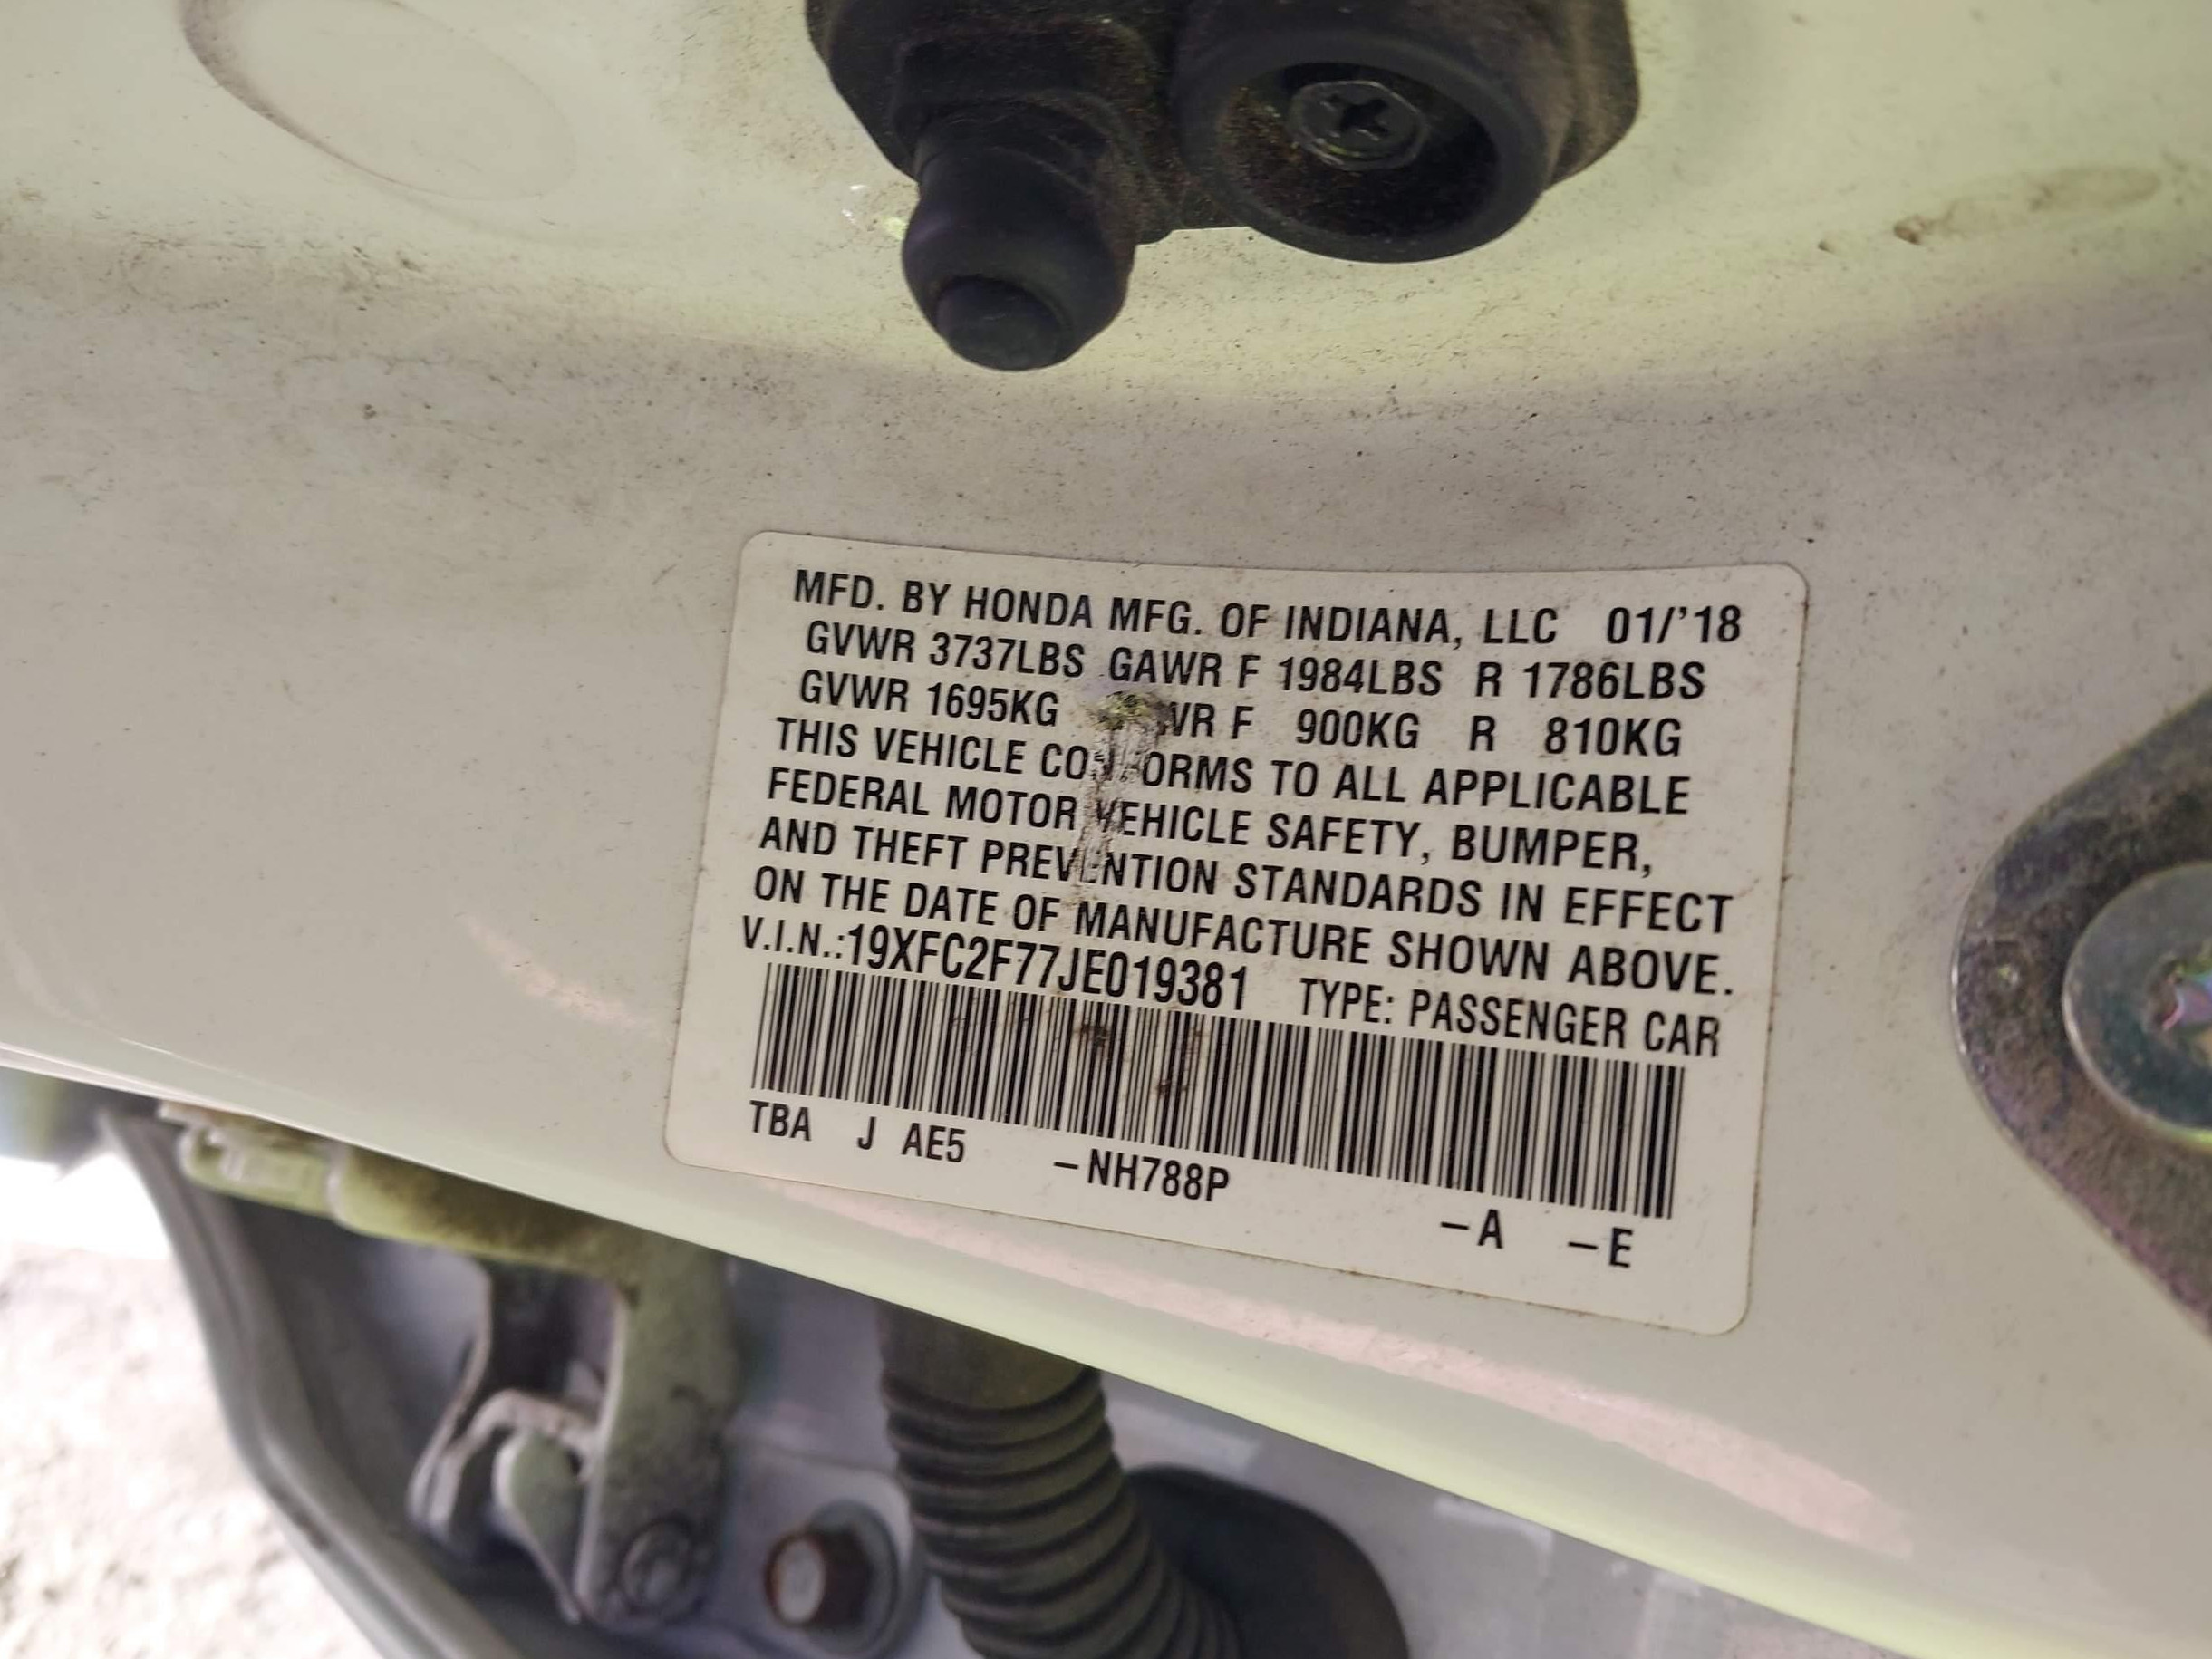 MFD. BY HONDA MFG. OF INDIANA, LLC 01/'18
GVWR 3737LBS GAWR F 1984LBS R 1786LBS
GVWR 1695KG WR F 900KG R 810KG
THIS VEHICLE CONFORMS TO ALL APPLICABLE
FEDERAL MOTOR VEHICLE SAFETY, BUMPER,
AND THEFT PREVENTION STANDARDS IN EFFECT
ON THE DATE OF MANUFACTURE SHOWN ABOVE.
V.I.N.:19XFC2F77JE019381 TYPE: PASSENGER CAR
TBA J AE5 –NH788P –A –E